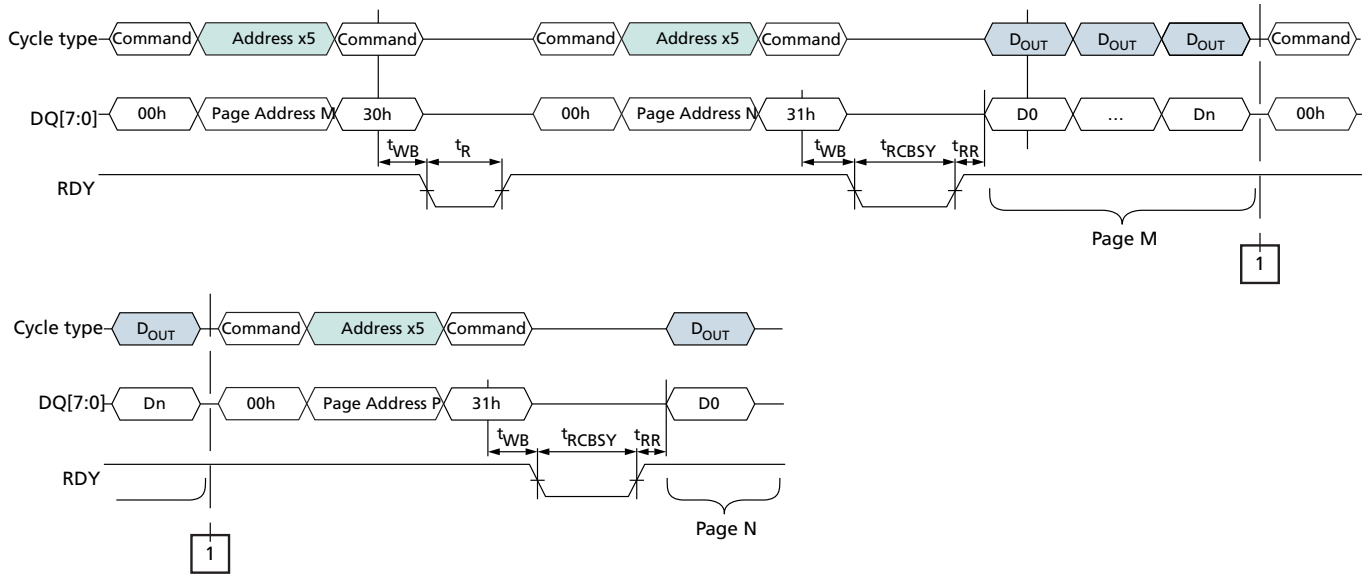 Cycle type Command Address x5 Command Command Address x5 Command DOUT DOUT DOUT Command
DQ[7:0] 00h Page Address M 30h 00h Page Address N 31h D0 ... Dn 00h
tWB tR tWB tRCBSY tRR
RDY
Page M
1
Cycle type DOUT Command Address x5 Command DOUT
DQ[7:0] Dn 00h Page Address P 31h D0
tWB tRCBSY tRR
RDY
Page N
1